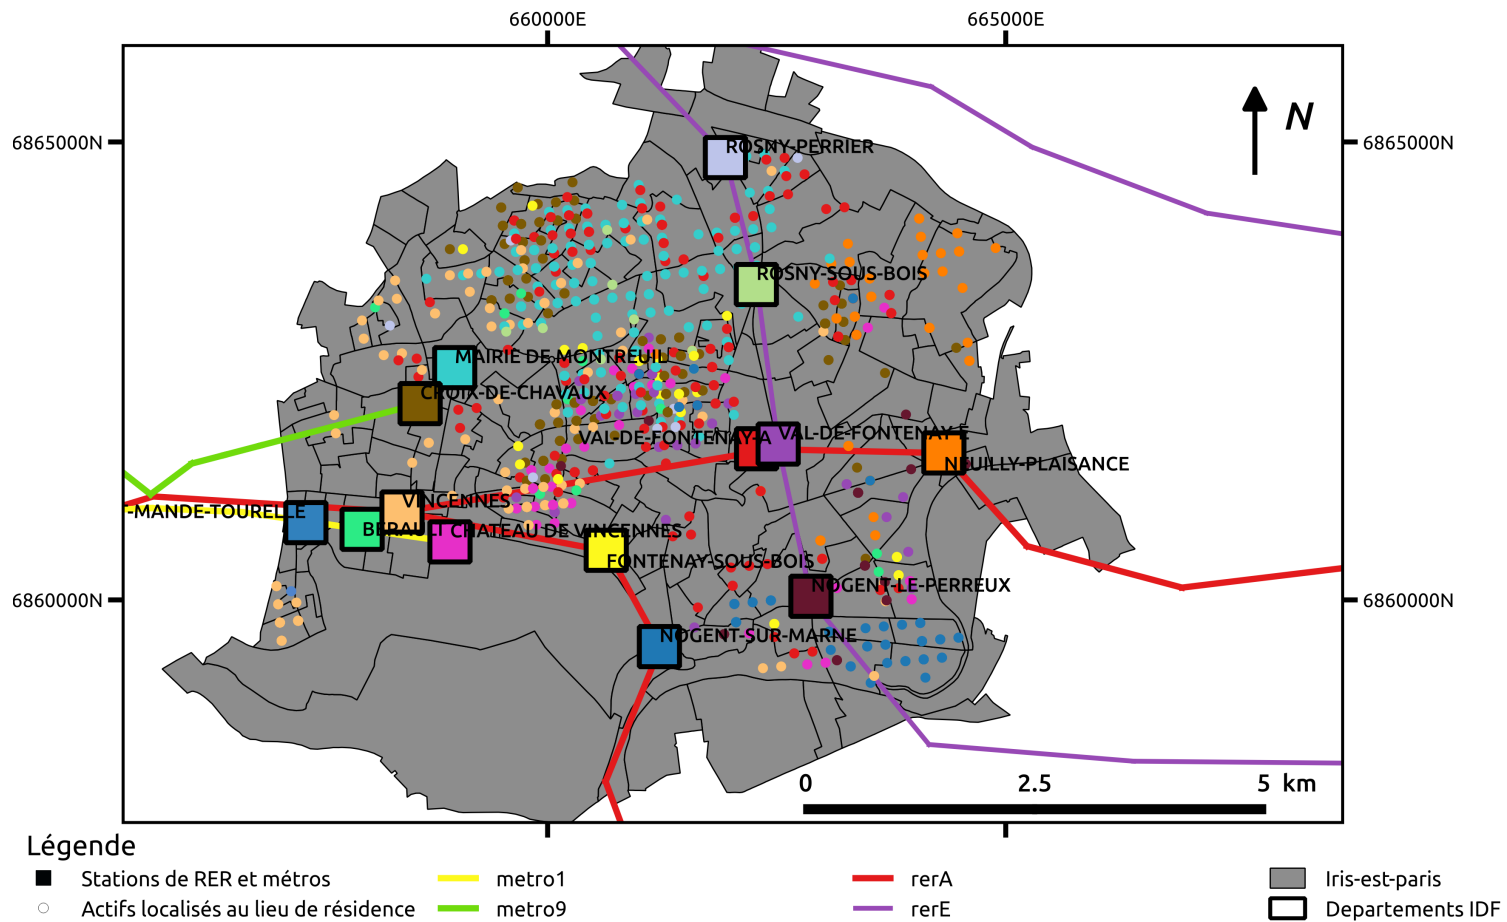 660000E 665000E
6865000N 6865000N
N
ROSNY-PERRIER
ROSNY-SOUS-BOIS
MAIRIE DE MONTREUIL
CROIX-DE-CHAVAUX
VAL-DE-FONTENAY-A VAL-DE-FONTENAY-E
NEUILLY-PLAISANCE
VINCENNES
-MANDE-TOURELLE
BERAULT CHATEAU DE VINCENNES
FONTENAY-SOUS-BOIS
NOGENT-LE-PERREUX
6860000N 6860000N
NOGENT-SUR-MARNE
0 2.5 5 km
Légende
Stations de RER et métros metro1 rerA Iris-est-paris
Actifs localisés au lieu de résidence metro9 rerE Departements IDF